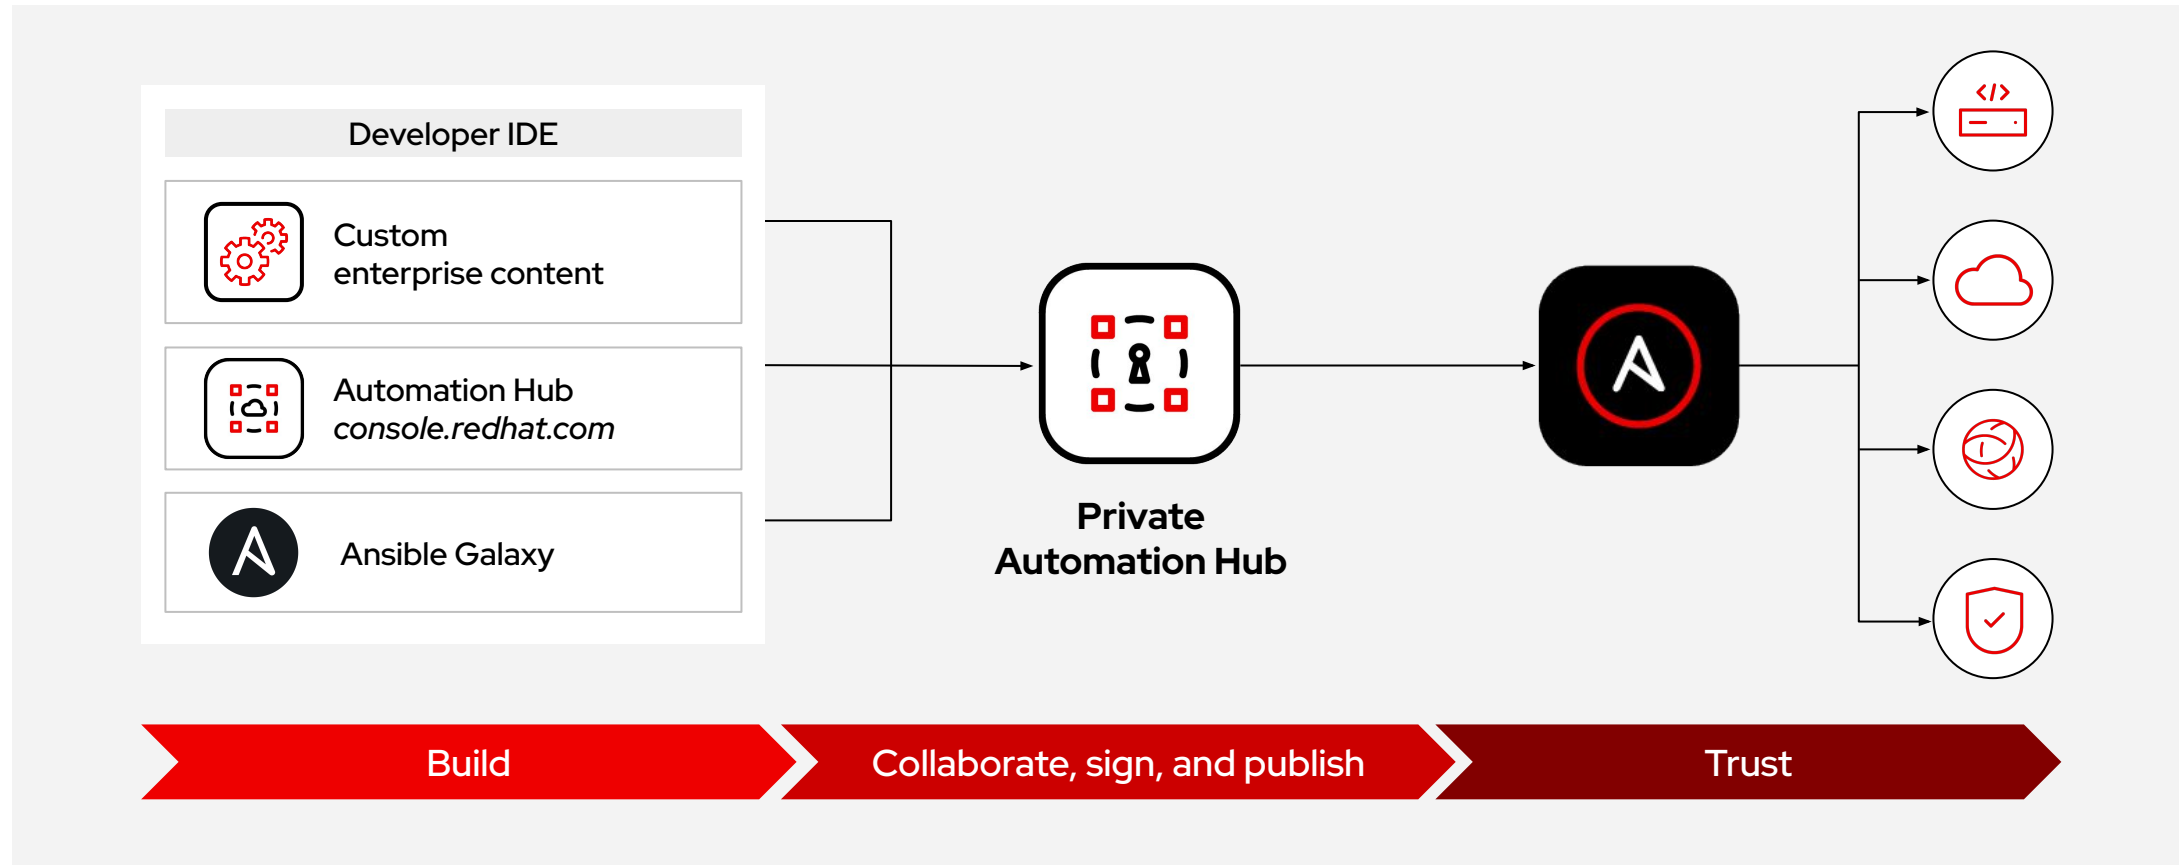 Developer IDE
Custom
enterprise content
Automation Hub
console.redhat.com
Ansible Galaxy
Private
Automation Hub
</>
Build
Collaborate, sign, and publish
Trust